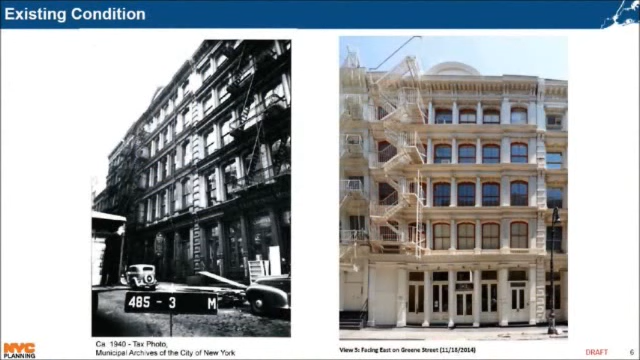 Existing Condition
485 - 3 M
Ca. 1940 - Tax Photo,
Municipal Archives of the City of New York
View 5: Facing East on Greene Street (11/18/2014)
NYC
PLANNING
DRAFT